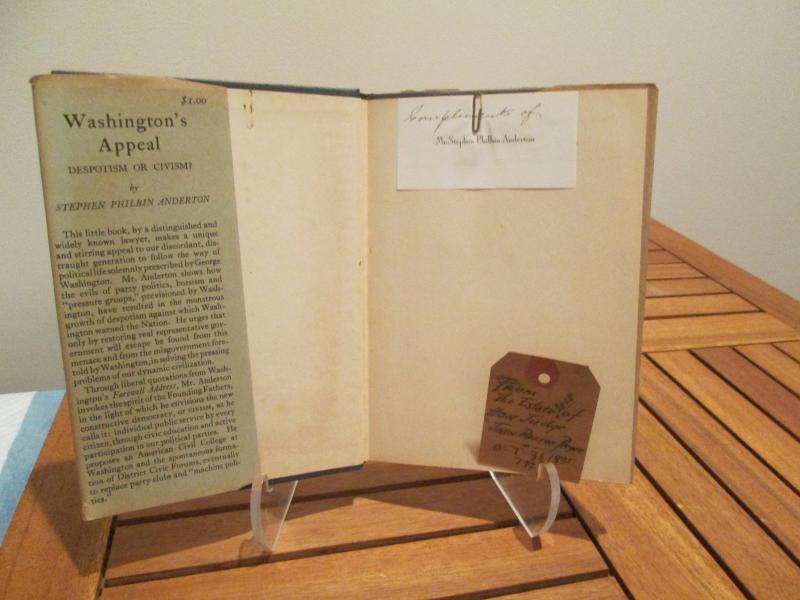 $1.00
Washington's
Appeal
DESPOTISM OR CIVISM?
by
STEPHEN PHILBIN ANDERTON
This little book, by a distinguished and
widely known lawyer, makes a unique
and stirring appeal to our discordant, dis-
traught generation to follow the way of
political life solemnly prescribed by George
Washington. Mr. Anderton shows how
the evils of party politics, bossism and
"pressure groups," previsioned by Wash-
ington, have resulted in the monstrous
growth of despotism against which Wash-
ington warned the Nation. He urges that
only by restoring real representative gov-
ernment will escape be found from this
menace and from the misgovernment fore-
told by Washington, in solving the pressing
problems of our dynamic civilization.
Through liberal quotations from Wash-
ington's Farewell Address, Mr. Anderton
invokes the spirit of the Founding Fathers,
in the light of which he envisions the new
constructive democracy, or civism, as he
calls it: individual public service by every
citizen, through civic education and active
participation in our political parties. He
proposes an American Civil College at
Washington and the spontaneous forma-
tion of District Civic Forums, eventually
to replace party clubs and "machine poli-
tics."
Compliments of
Mr. Stephen Philbin Anderton
From
The Estate of
Hon Judge
Oct 31 1935